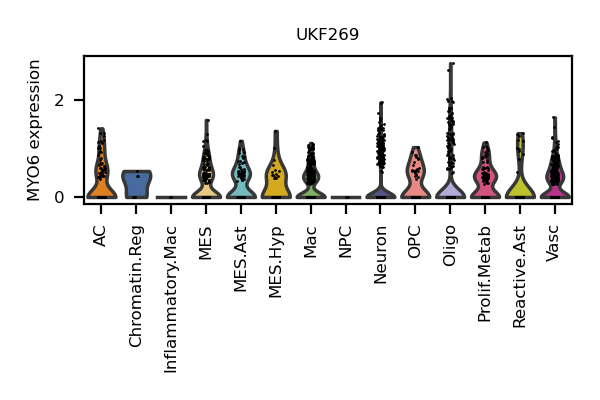 UKF269
MYO6 expression
2
0
AC
Chromatin.Reg
Inflammatory.Mac
MES
MES.Ast
MES.Hyp
Mac
NPC
Neuron
OPC
Oligo
Prolif.Metab
Reactive.Ast
Vasc